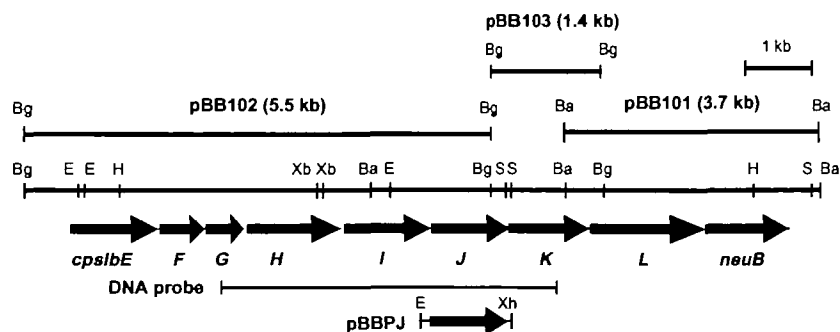 pBB103 (1.4 kb)
Bg Bg 1 kb
pBB102 (5.5 kb) pBB101 (3.7 kb)
Bg Bg Ba Ba
Bg E E H Xb Xb Ba E Bg S S Ba Bg H S Ba
cpsIbE F G H I J K L neuB
DNA probe
E Xh
pBBPJ